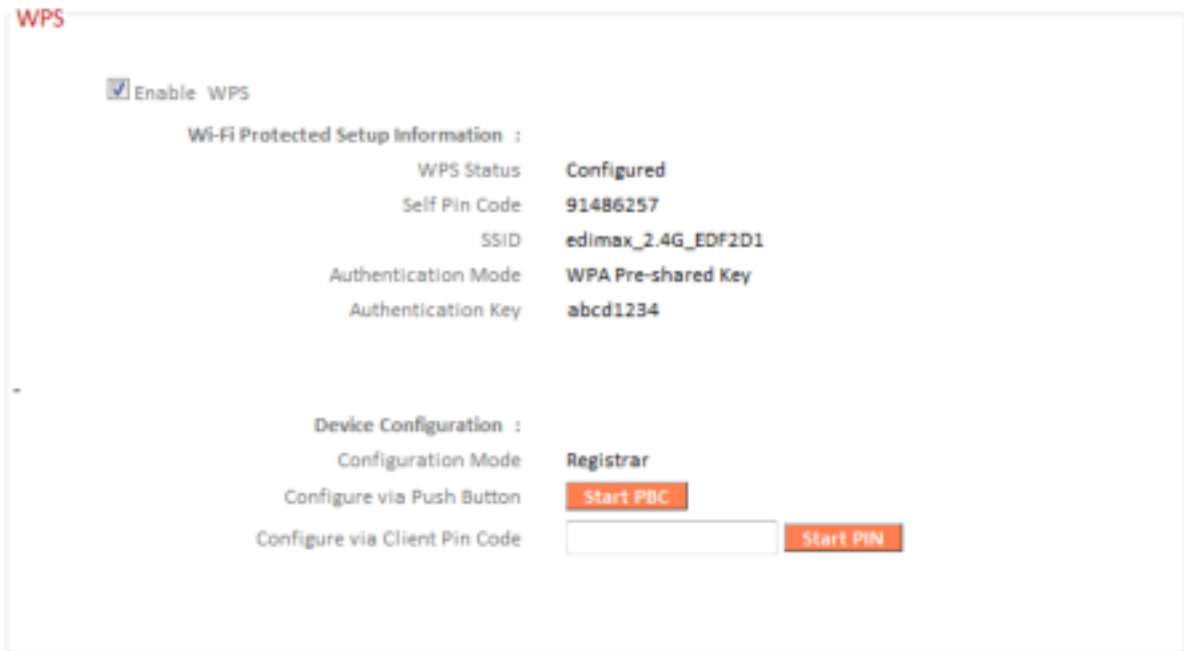 WPS
Enable WPS
Wi-Fi Protected Setup Information :
WPS Status Configured
Self Pin Code 91486257
SSID edimax_2.4G_EDF2D1
Authentication Mode WPA Pre-shared Key
Authentication Key abcd1234
-
Device Configuration :
Configuration Mode Registrar
Configure via Push Button Start PBC
Configure via Client Pin Code Start PIN